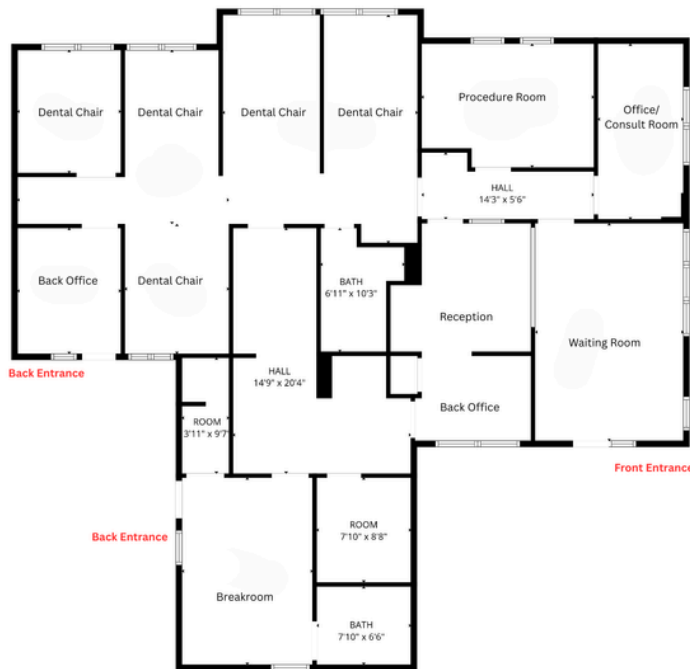 Dental Chair
Dental Chair
Dental Chair
Dental Chair
Procedure Room
Office/
Consult Room
HALL
14'3" x 5'6"
Back Office
Dental Chair
BATH
6'11" x 10'3"
Reception
Waiting Room
Back Entrance
HALL
14'9" x 20'4"
Back Office
ROOM
3'11" x 9'7"
Front Entrance
Back Entrance
ROOM
7'10" x 8'8"
Breakroom
BATH
7'10" x 6'6"